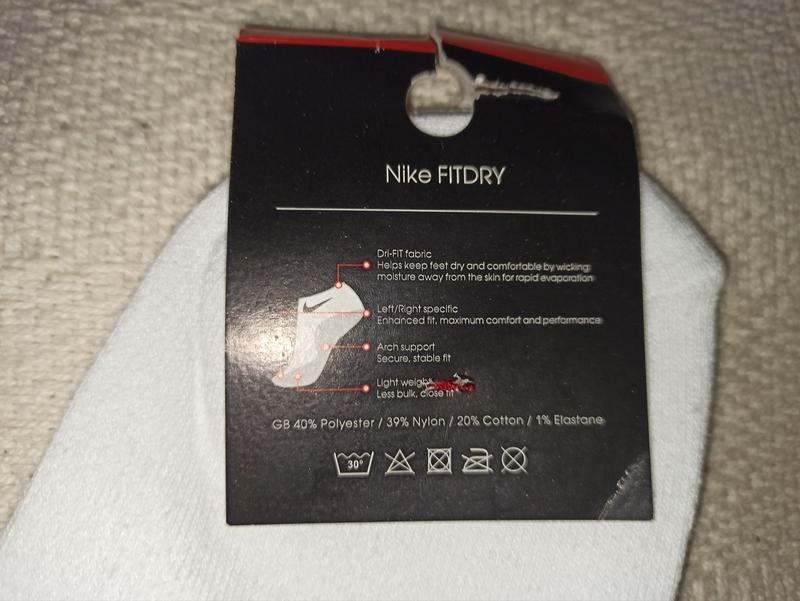 Nike FITDRY
Dri-FIT fabric
Helps keep feet dry and comfortable by wicking
moisture away from the skin for rapid evaporation
Left/Right specific
Enhanced fit, maximum comfort and performance
Arch support
Secure, stable fit
Light weight
Less bulk, close fit
GB 40% Polyester / 39% Nylon / 20% Cotton / 1% Elastane
30°